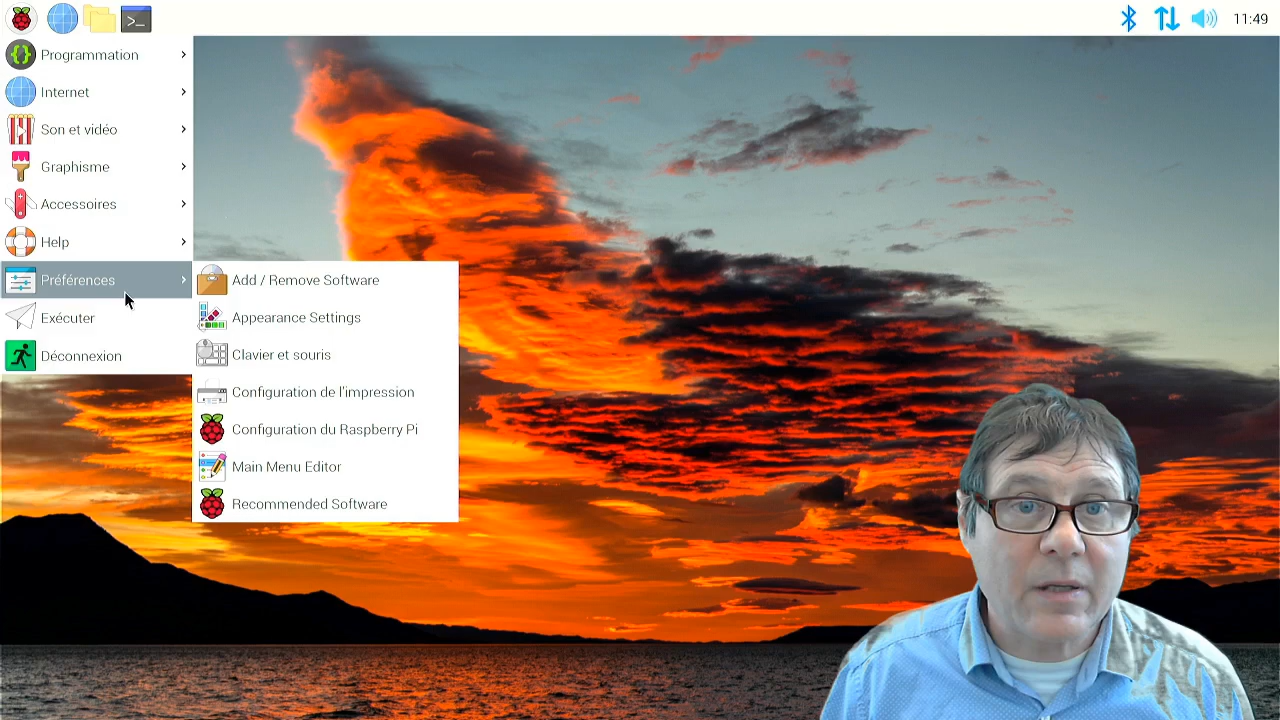 11:49
Programmation
Internet
Son et vidéo
Graphisme
Accessoires
Help
Préférences
Exécuter
Déconnexion
Add / Remove Software
Appearance Settings
Clavier et souris
Configuration de l'impression
Configuration du Raspberry Pi
Main Menu Editor
Recommended Software